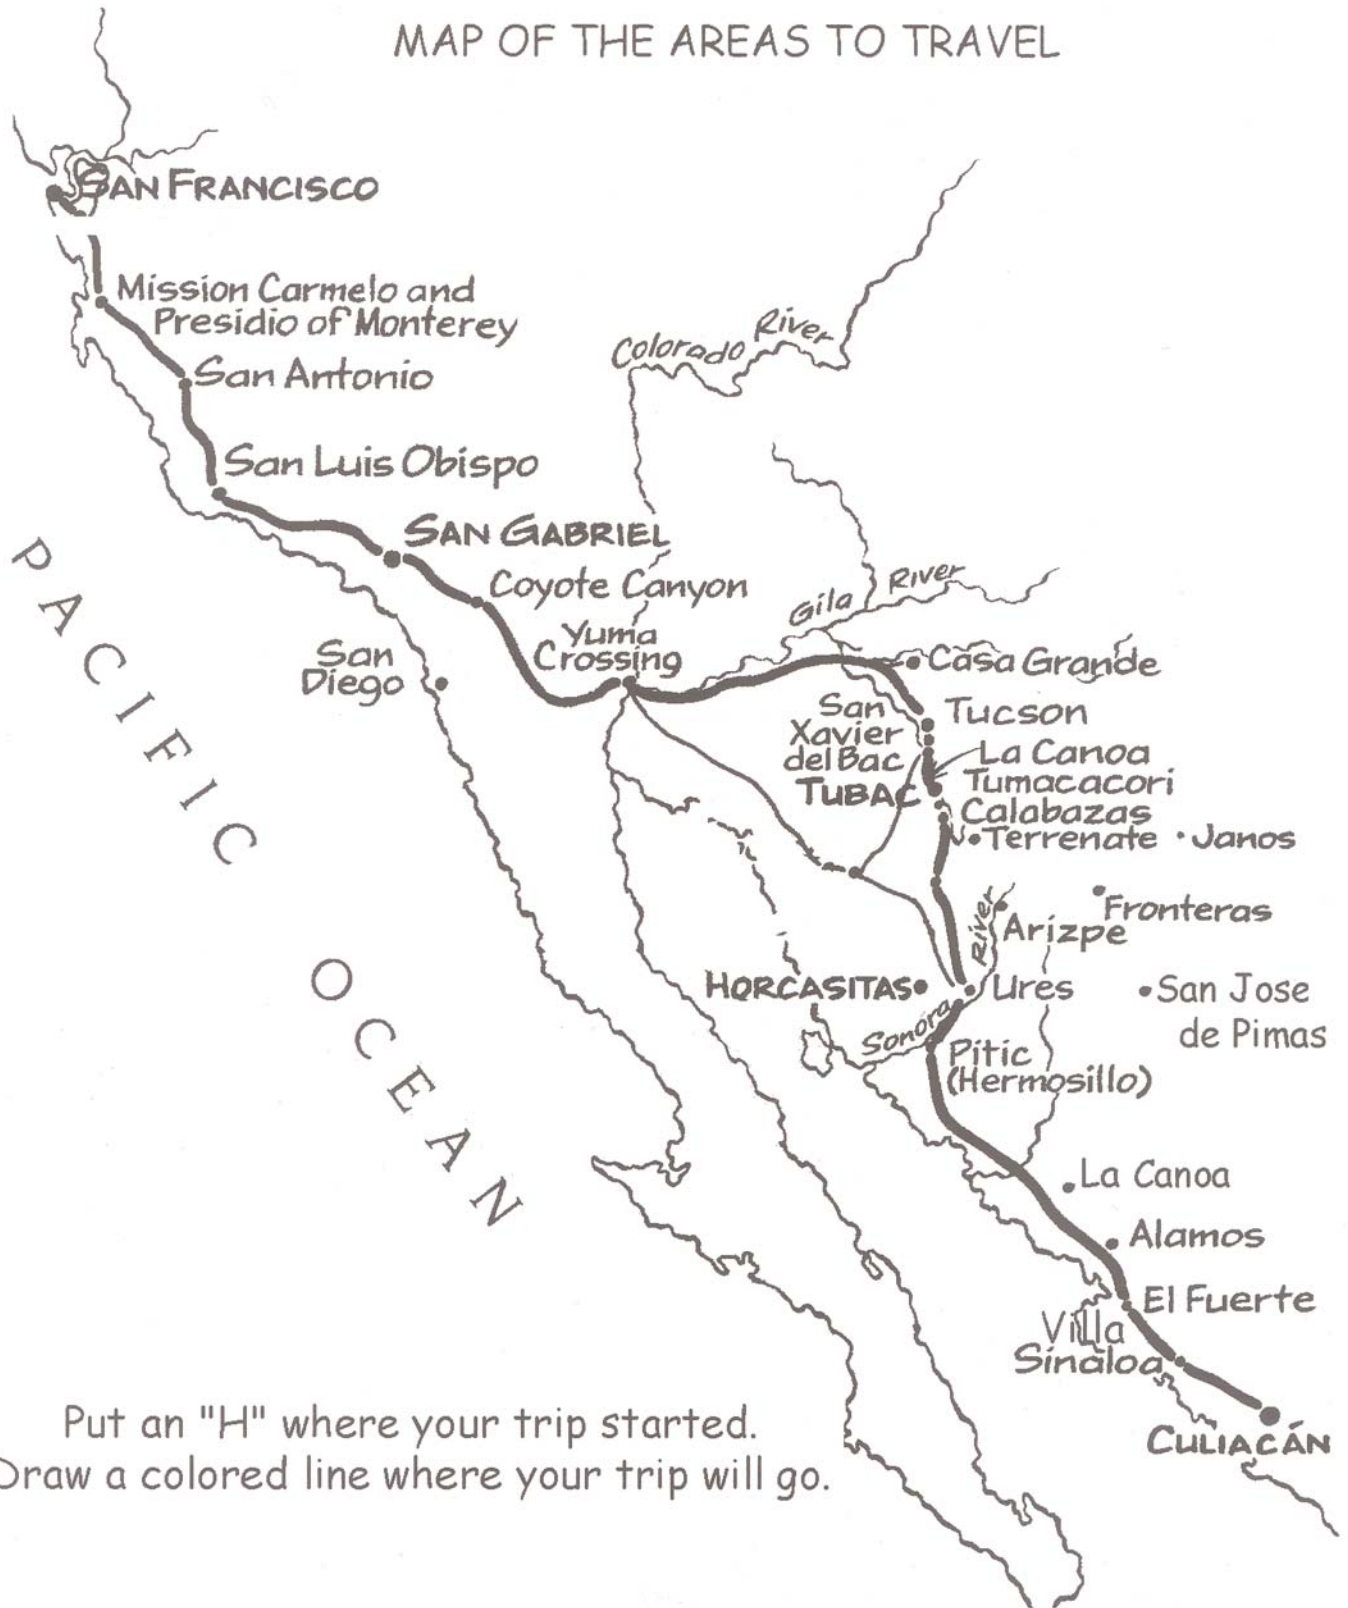 MAP OF THE AREAS TO TRAVEL
SAN FRANCISCO
Mission Carmelo and
Presidio of Monterey
San Antonio
San Luis Obispo
SAN GABRIEL
Coyote Canyon
Yuma
Crossing
San
Diego
Colorado River
Gila River
Casa Grande
Tucson
San
Xavier
del Bac
La Canoa
TUBAC
Tumacacori
Calabazas
Terrenate
Janos
Fronteras
River
Arizpe
HORCASITAS
Ures
San Jose
de Pimas
Sonora
Pitic
(Hermosillo)
La Canoa
Alamos
El Fuerte
Villa
Sinaloa
CULIACÁN
PACIFIC
OCEAN
Put an "H" where your trip started.
Draw a colored line where your trip will go.